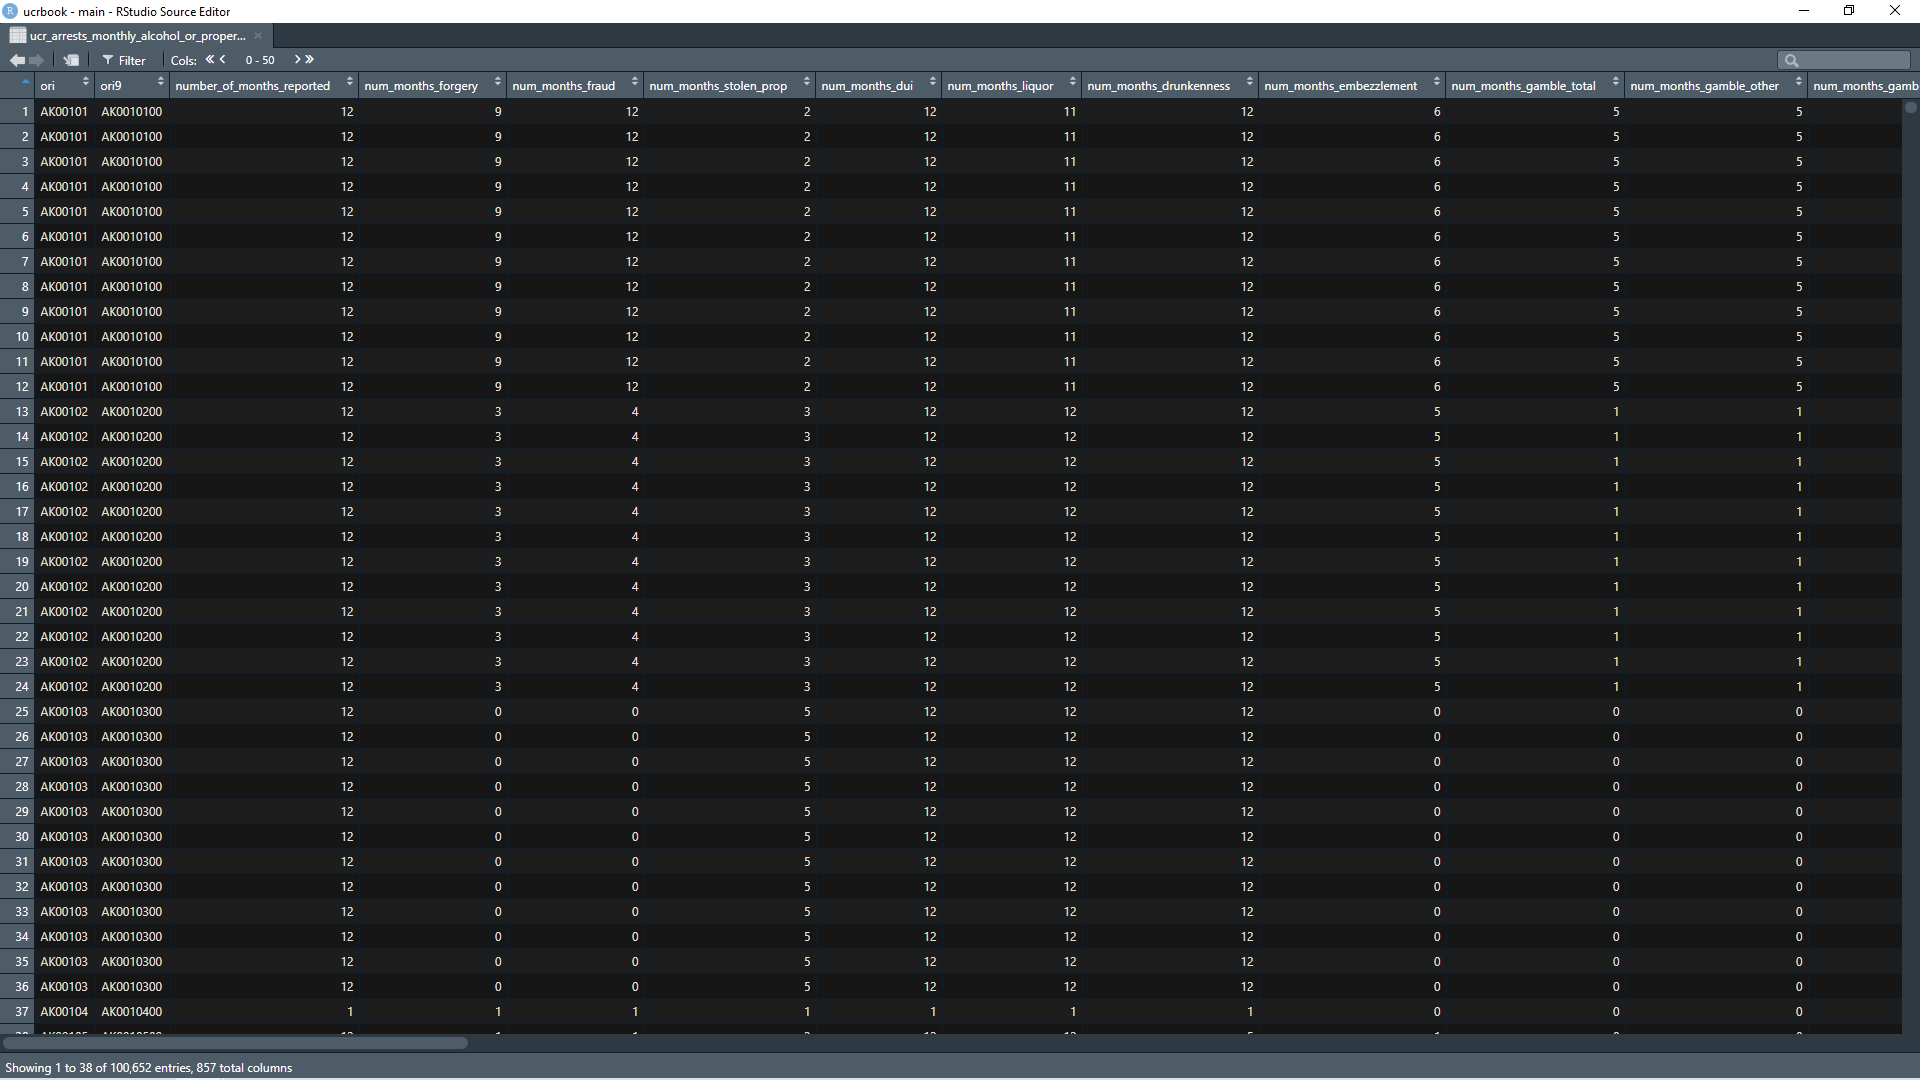 ucrbook - main - RStudio Source Editor
ucr_arrests_monthly_alcohol_or_proper...
Filter Cols: 0 - 50
ori ori9 number_of_months_reported num_months_forgery num_months_fraud num_months_stolen_prop num_months_dui num_months_liquor num_months_drunkenness num_months_embezzlement num_months_gamble_total num_months_gamble_other num_months_gamb
1 AK00101 AK0010100 12 9 12 2 12 11 12 6 5 5
2 AK00101 AK0010100 12 9 12 2 12 11 12 6 5 5
3 AK00101 AK0010100 12 9 12 2 12 11 12 6 5 5
4 AK00101 AK0010100 12 9 12 2 12 11 12 6 5 5
5 AK00101 AK0010100 12 9 12 2 12 11 12 6 5 5
6 AK00101 AK0010100 12 9 12 2 12 11 12 6 5 5
7 AK00101 AK0010100 12 9 12 2 12 11 12 6 5 5
8 AK00101 AK0010100 12 9 12 2 12 11 12 6 5 5
9 AK00101 AK0010100 12 9 12 2 12 11 12 6 5 5
10 AK00101 AK0010100 12 9 12 2 12 11 12 6 5 5
11 AK00101 AK0010100 12 9 12 2 12 11 12 6 5 5
12 AK00101 AK0010100 12 9 12 2 12 11 12 6 5 5
13 AK00102 AK0010200 12 3 4 3 12 12 12 5 1 1
14 AK00102 AK0010200 12 3 4 3 12 12 12 5 1 1
15 AK00102 AK0010200 12 3 4 3 12 12 12 5 1 1
16 AK00102 AK0010200 12 3 4 3 12 12 12 5 1 1
17 AK00102 AK0010200 12 3 4 3 12 12 12 5 1 1
18 AK00102 AK0010200 12 3 4 3 12 12 12 5 1 1
19 AK00102 AK0010200 12 3 4 3 12 12 12 5 1 1
20 AK00102 AK0010200 12 3 4 3 12 12 12 5 1 1
21 AK00102 AK0010200 12 3 4 3 12 12 12 5 1 1
22 AK00102 AK0010200 12 3 4 3 12 12 12 5 1 1
23 AK00102 AK0010200 12 3 4 3 12 12 12 5 1 1
24 AK00102 AK0010200 12 3 4 3 12 12 12 5 1 1
25 AK00103 AK0010300 12 0 0 5 12 12 12 0 0 0
26 AK00103 AK0010300 12 0 0 5 12 12 12 0 0 0
27 AK00103 AK0010300 12 0 0 5 12 12 12 0 0 0
28 AK00103 AK0010300 12 0 0 5 12 12 12 0 0 0
29 AK00103 AK0010300 12 0 0 5 12 12 12 0 0 0
30 AK00103 AK0010300 12 0 0 5 12 12 12 0 0 0
31 AK00103 AK0010300 12 0 0 5 12 12 12 0 0 0
32 AK00103 AK0010300 12 0 0 5 12 12 12 0 0 0
33 AK00103 AK0010300 12 0 0 5 12 12 12 0 0 0
34 AK00103 AK0010300 12 0 0 5 12 12 12 0 0 0
35 AK00103 AK0010300 12 0 0 5 12 12 12 0 0 0
36 AK00103 AK0010300 12 0 0 5 12 12 12 0 0 0
37 AK00104 AK0010400 1 1 1 1 1 1 1 0 0 0
Showing 1 to 38 of 100,652 entries, 857 total columns